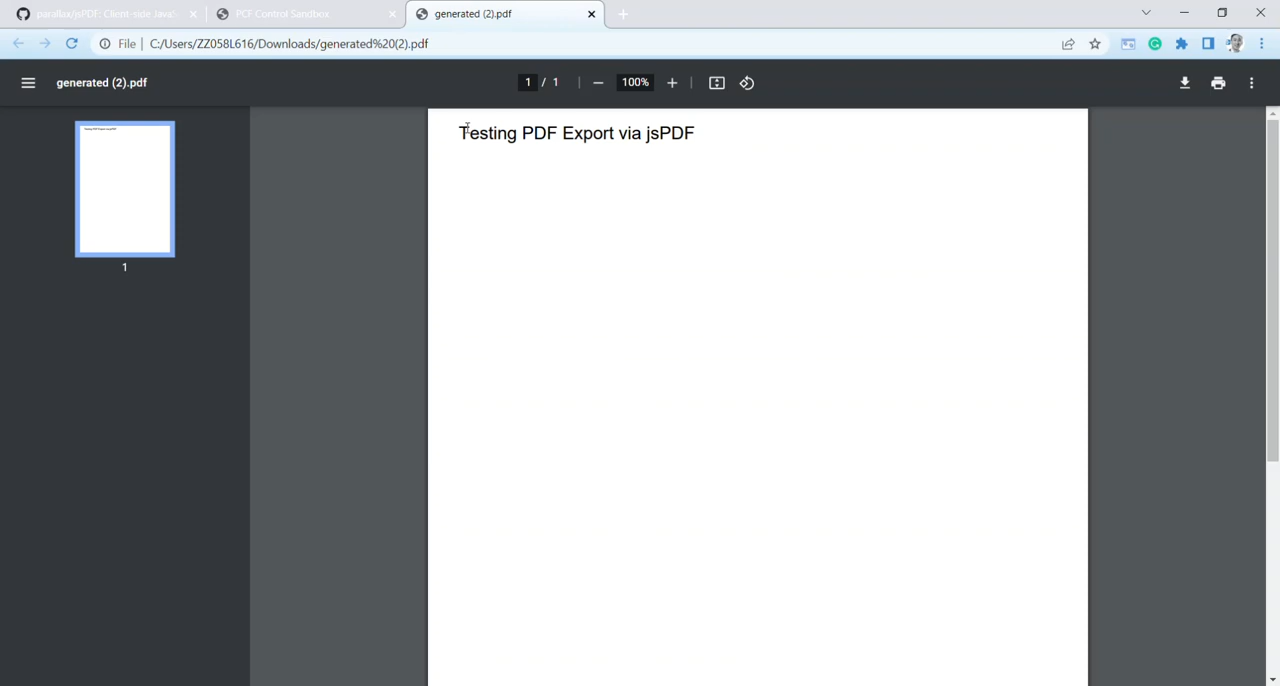 parallax/jsPDF: Client-side JavaS
PCF Control Sandbox
generated (2).pdf
File
C:/Users/ZZ058L616/Downloads/generated%20(2).pdf
generated (2).pdf
1 / 1
100%
Testing PDF Export via jsPDF
1